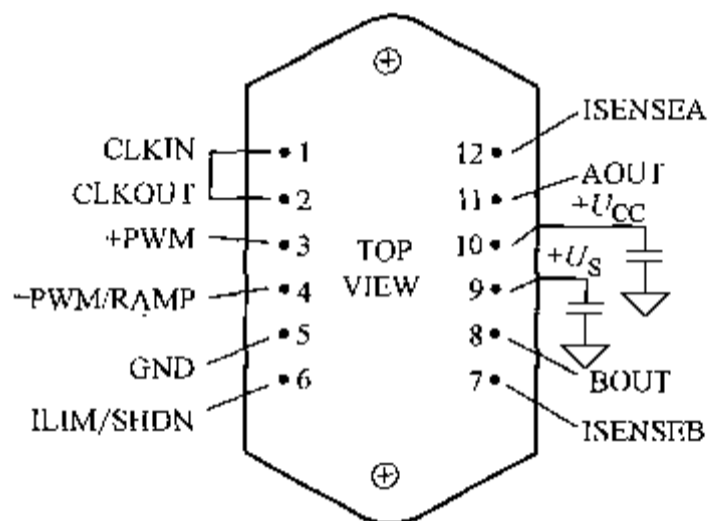 ISENSEA
CLKIN 1 12
CLKOUT 2 11 AOUT
+UCC
+PWM 3 TOP 10
+US
−PWM/RAMP 4 VIEW 9
GND 5 8 BOUT
ILIM/SHDN 6 7 ISENSEB